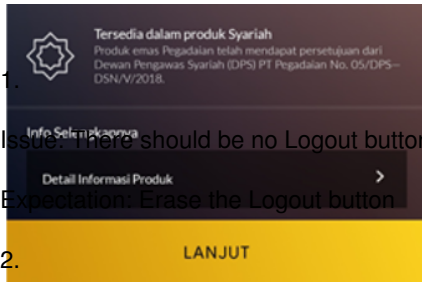 Tersedia dalam produk Syariah
Produk emas Pegadaian telah mendapat persetujuan dari
Dewan Pengawas Syariah (DPS) PT Pegadaian No. 05/DPS–
DSN/V/2018.
1.
Info Selengkapnya
Issue: There should be no Logout button
Detail Informasi Produk
Expectation: Erase the Logout button
LANJUT
2.